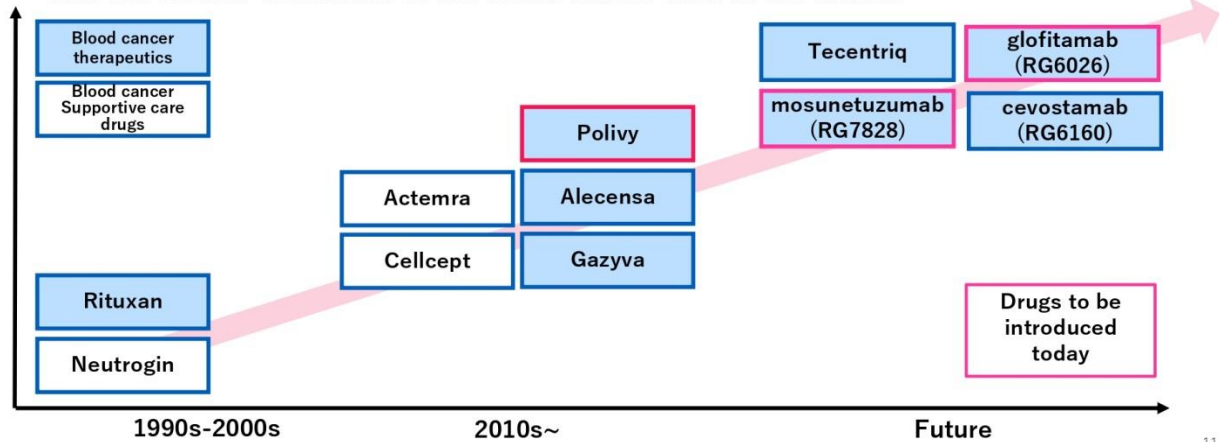 Blood cancer
therapeutics
Blood cancer
Supportive care
drugs
Tecentriq
glofitamab
(RG6026)
mosunetuzumab
(RG7828)
cevostamab
(RG6160)
Polivy
Actemra
Alecensa
Cellcept
Gazyva
Rituxan
Neutrogin
Drugs to be
introduced
today
1990s-2000s
2010s~
Future